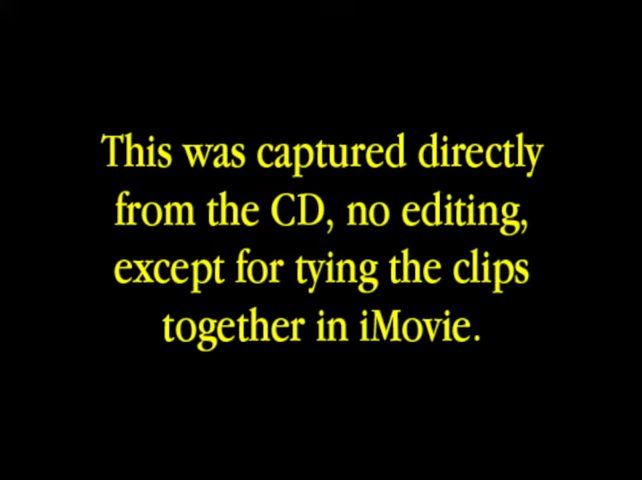 This was captured directly
from the CD, no editing,
except for tying the clips
together in iMovie.